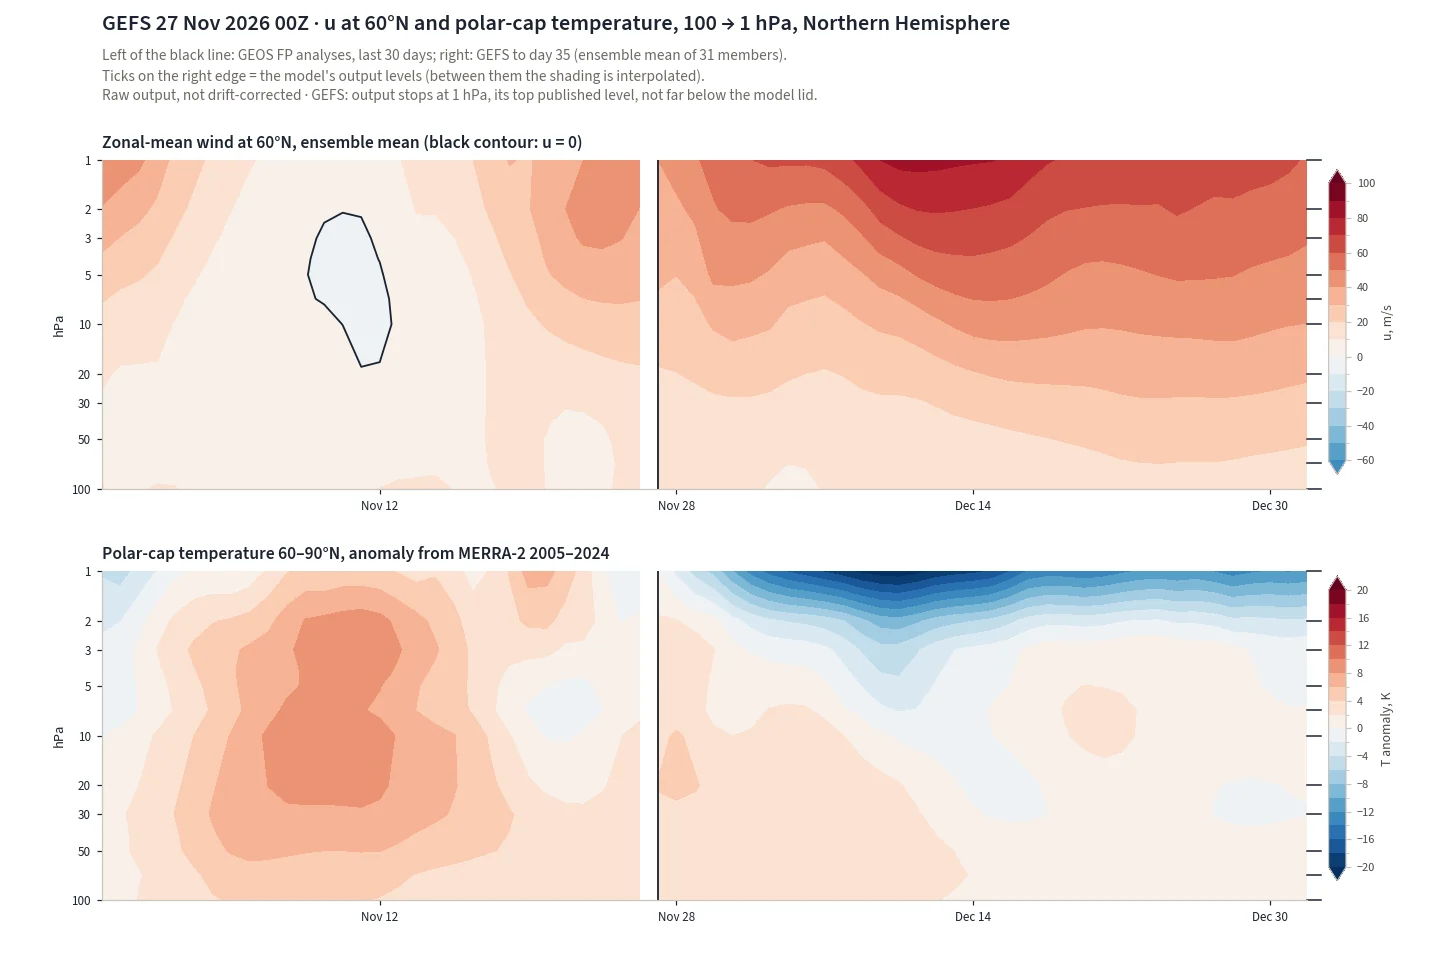 GEFS 27 Nov 2026 00Z · u at 60°N and polar-cap temperature, 100 → 1 hPa, Northern Hemisphere
Left of the black line: GEOS FP analyses, last 30 days; right: GEFS to day 35 (ensemble mean of 31 members).
Ticks on the right edge = the model's output levels (between them the shading is interpolated).
Raw output, not drift-corrected · GEFS: output stops at 1 hPa, its top published level, not far below the model lid.
Zonal-mean wind at 60°N, ensemble mean (black contour: u = 0)
1
2
3
5
10
20
30
50
100
hPa
Nov 12
Nov 28
Dec 14
Dec 30
100
80
60
40
20
0
−20
−40
−60
u, m/s
Polar-cap temperature 60–90°N, anomaly from MERRA-2 2005–2024
1
2
3
5
10
20
30
50
100
hPa
Nov 12
Nov 28
Dec 14
Dec 30
20
16
12
8
4
0
−4
−8
−12
−16
−20
T anomaly, K